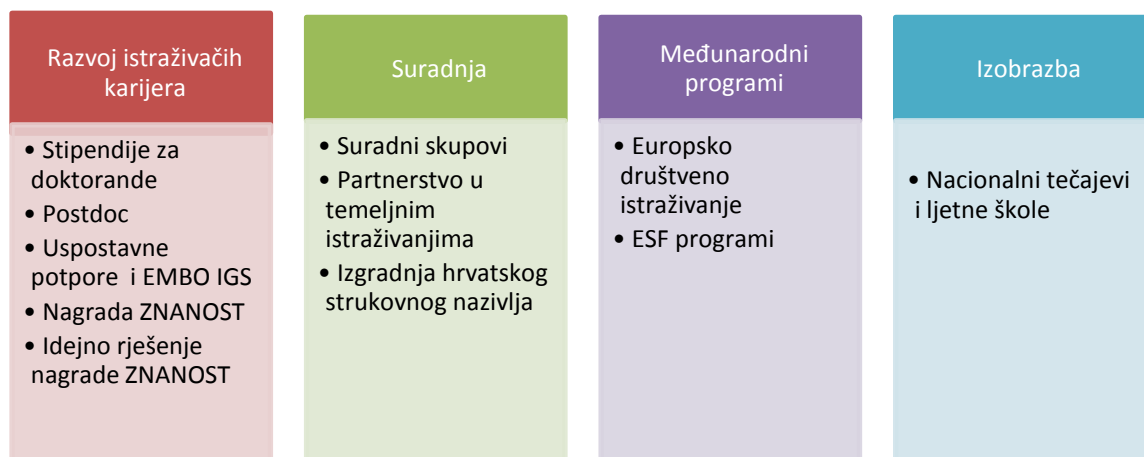 Razvoj istraživačih
karijera
• Stipendije za
doktorande
• Postdoc
• Uspostavne
potpore i EMBO IGS
• Nagrada ZNANOST
• Idejno rješenje
nagrade ZNANOST
Suradnja
• Suradni skupovi
• Partnerstvo u
temeljnim
istraživanjima
• Izgradnja hrvatskog
strukovnog nazivlja
Međunarodni
programi
• Europsko
društveno
istraživanje
• ESF programi
Izobrazba
• Nacionalni tečajevi
i ljetne škole